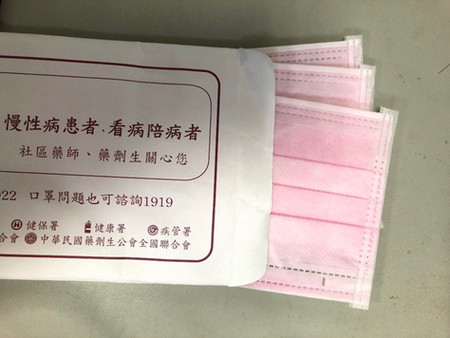 慢性病患者、看病陪病者
社區藥師、藥劑生關心您
022 口罩問題也可諮詢1919
健保署 健康署 疾管署
合會 中華民國藥劑生公會全國聯合會